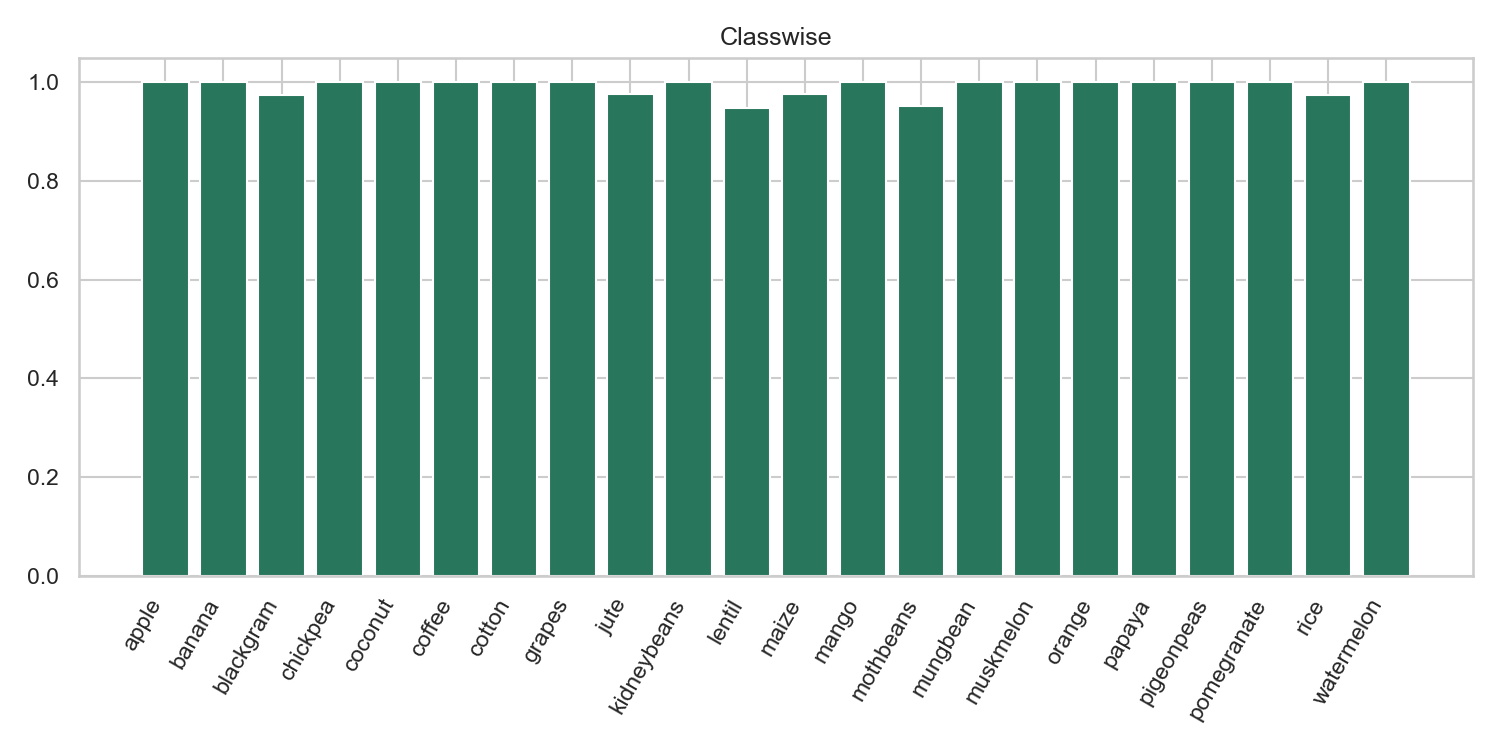 Classwise
1.0
0.8
0.6
0.4
0.2
0.0
apple
banana
blackgram
chickpea
coconut
coffee
cotton
grapes
jute
kidneybeans
lentil
maize
mango
mothbeans
mungbean
muskmelon
orange
papaya
pigeonpeas
pomegranate
rice
watermelon